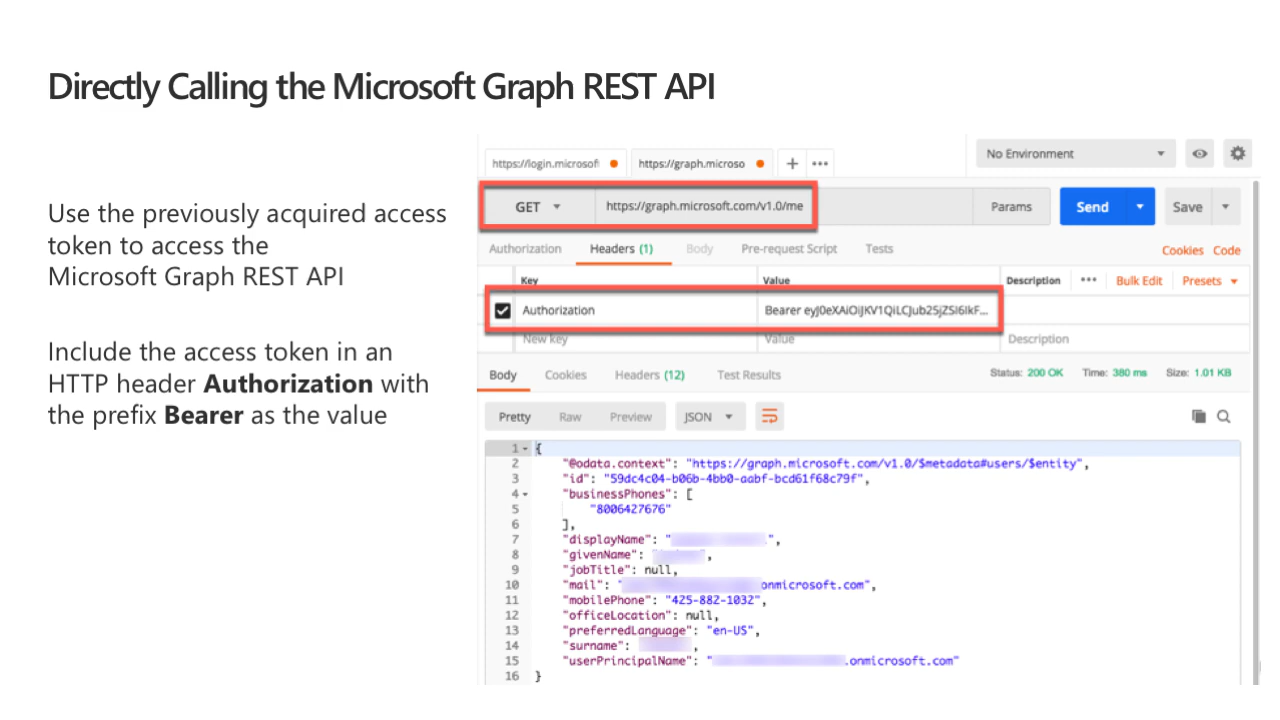 Directly Calling the Microsoft Graph REST API
Use the previously acquired access
token to access the
Microsoft Graph REST API
Include the access token in an
HTTP header Authorization with
the prefix Bearer as the value
https://login.microsoft
https://graph.microso
No Environment
GET https://graph.microsoft.com/v1.0/me Params Send Save
Authorization Headers (1) Body Pre-request Script Tests Cookies Code
Key Value Description ••• Bulk Edit Presets
Authorization Bearer eyJ0eXAiOiJKV1QiLCJub25jZSI6IkF...
New key Value Description
Body Cookies Headers (12) Test Results Status: 200 OK Time: 380 ms Size: 1.01 KB
Pretty Raw Preview JSON
1 {
2 "@odata.context": "https://graph.microsoft.com/v1.0/$metadata#users/$entity",
3 "id": "59dc4c04-b06b-4bb0-aabf-bcd61f68c79f",
4 "businessPhones": [
5 "8006427676"
6 ],
7 "displayName": " ",
8 "givenName": " ",
9 "jobTitle": null,
10 "mail": " onmicrosoft.com",
11 "mobilePhone": "425-882-1032",
12 "officeLocation": null,
13 "preferredLanguage": "en-US",
14 "surname": ,
15 "userPrincipalName": " .onmicrosoft.com"
16 }